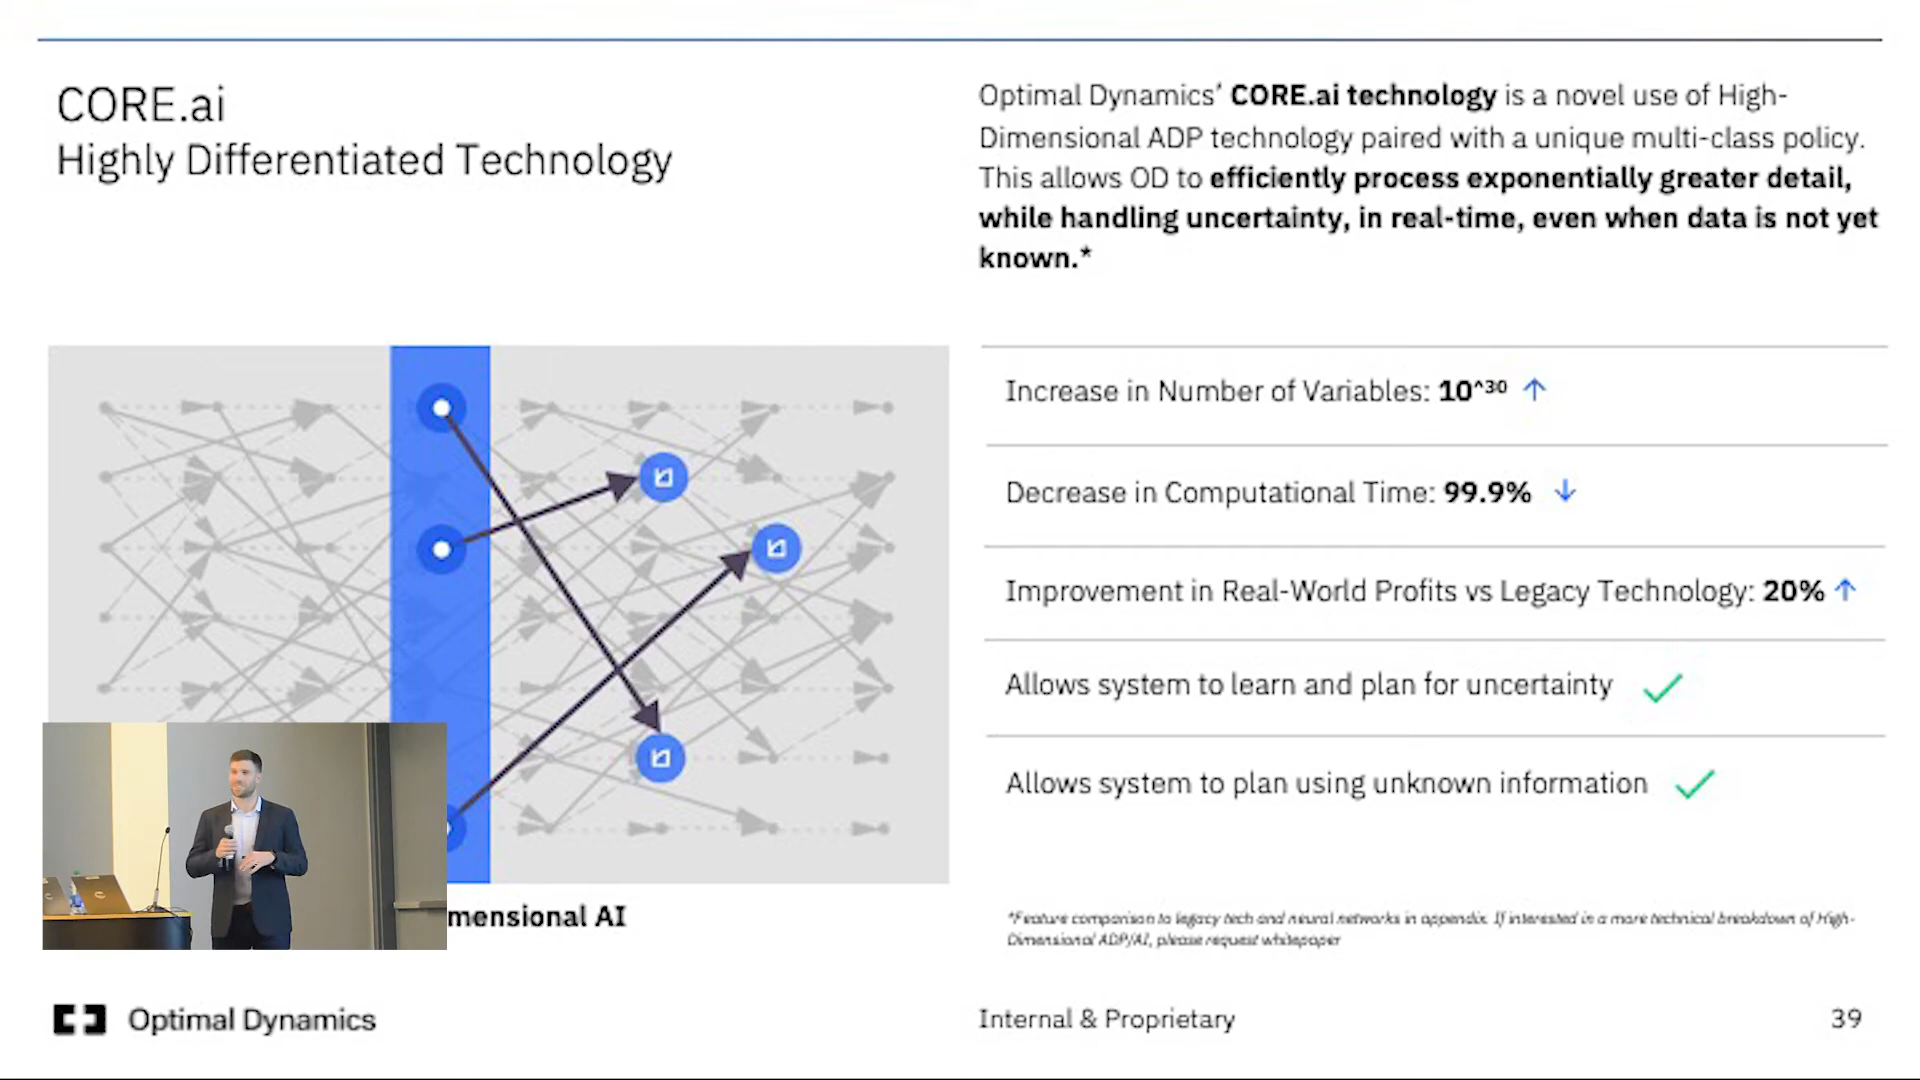 CORE.ai
Highly Differentiated Technology
Optimal Dynamics' CORE.ai technology is a novel use of High-
Dimensional ADP technology paired with a unique multi-class policy.
This allows OD to efficiently process exponentially greater detail,
while handling uncertainty, in real-time, even when data is not yet
known.*
Increase in Number of Variables: 10^30 ↑
Decrease in Computational Time: 99.9% ↓
Improvement in Real-World Profits vs Legacy Technology: 20% ↑
Allows system to learn and plan for uncertainty ✓
Allows system to plan using unknown information ✓
mensional AI
*Feature comparison to legacy tech and neural networks in appendix. If interested in a more technical breakdown of High-
Dimensional ADP/AI, please request whitepaper
Optimal Dynamics
Internal & Proprietary
39